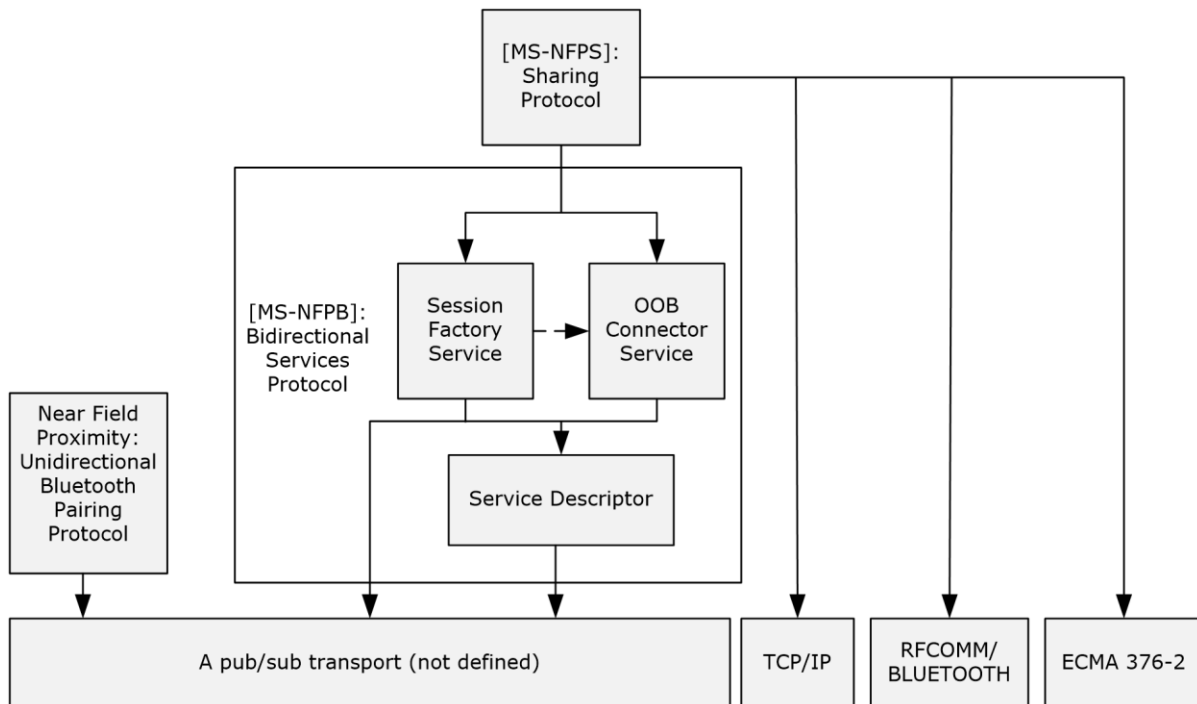 [MS-NFPS]:
Sharing
Protocol
[MS-NFPB]:
Bidirectional
Services
Protocol
Session
Factory
Service
OOB
Connector
Service
Near Field
Proximity:
Unidirectional
Bluetooth
Pairing
Protocol
Service Descriptor
A pub/sub transport (not defined)
TCP/IP
RFCOMM/
BLUETOOTH
ECMA 376-2